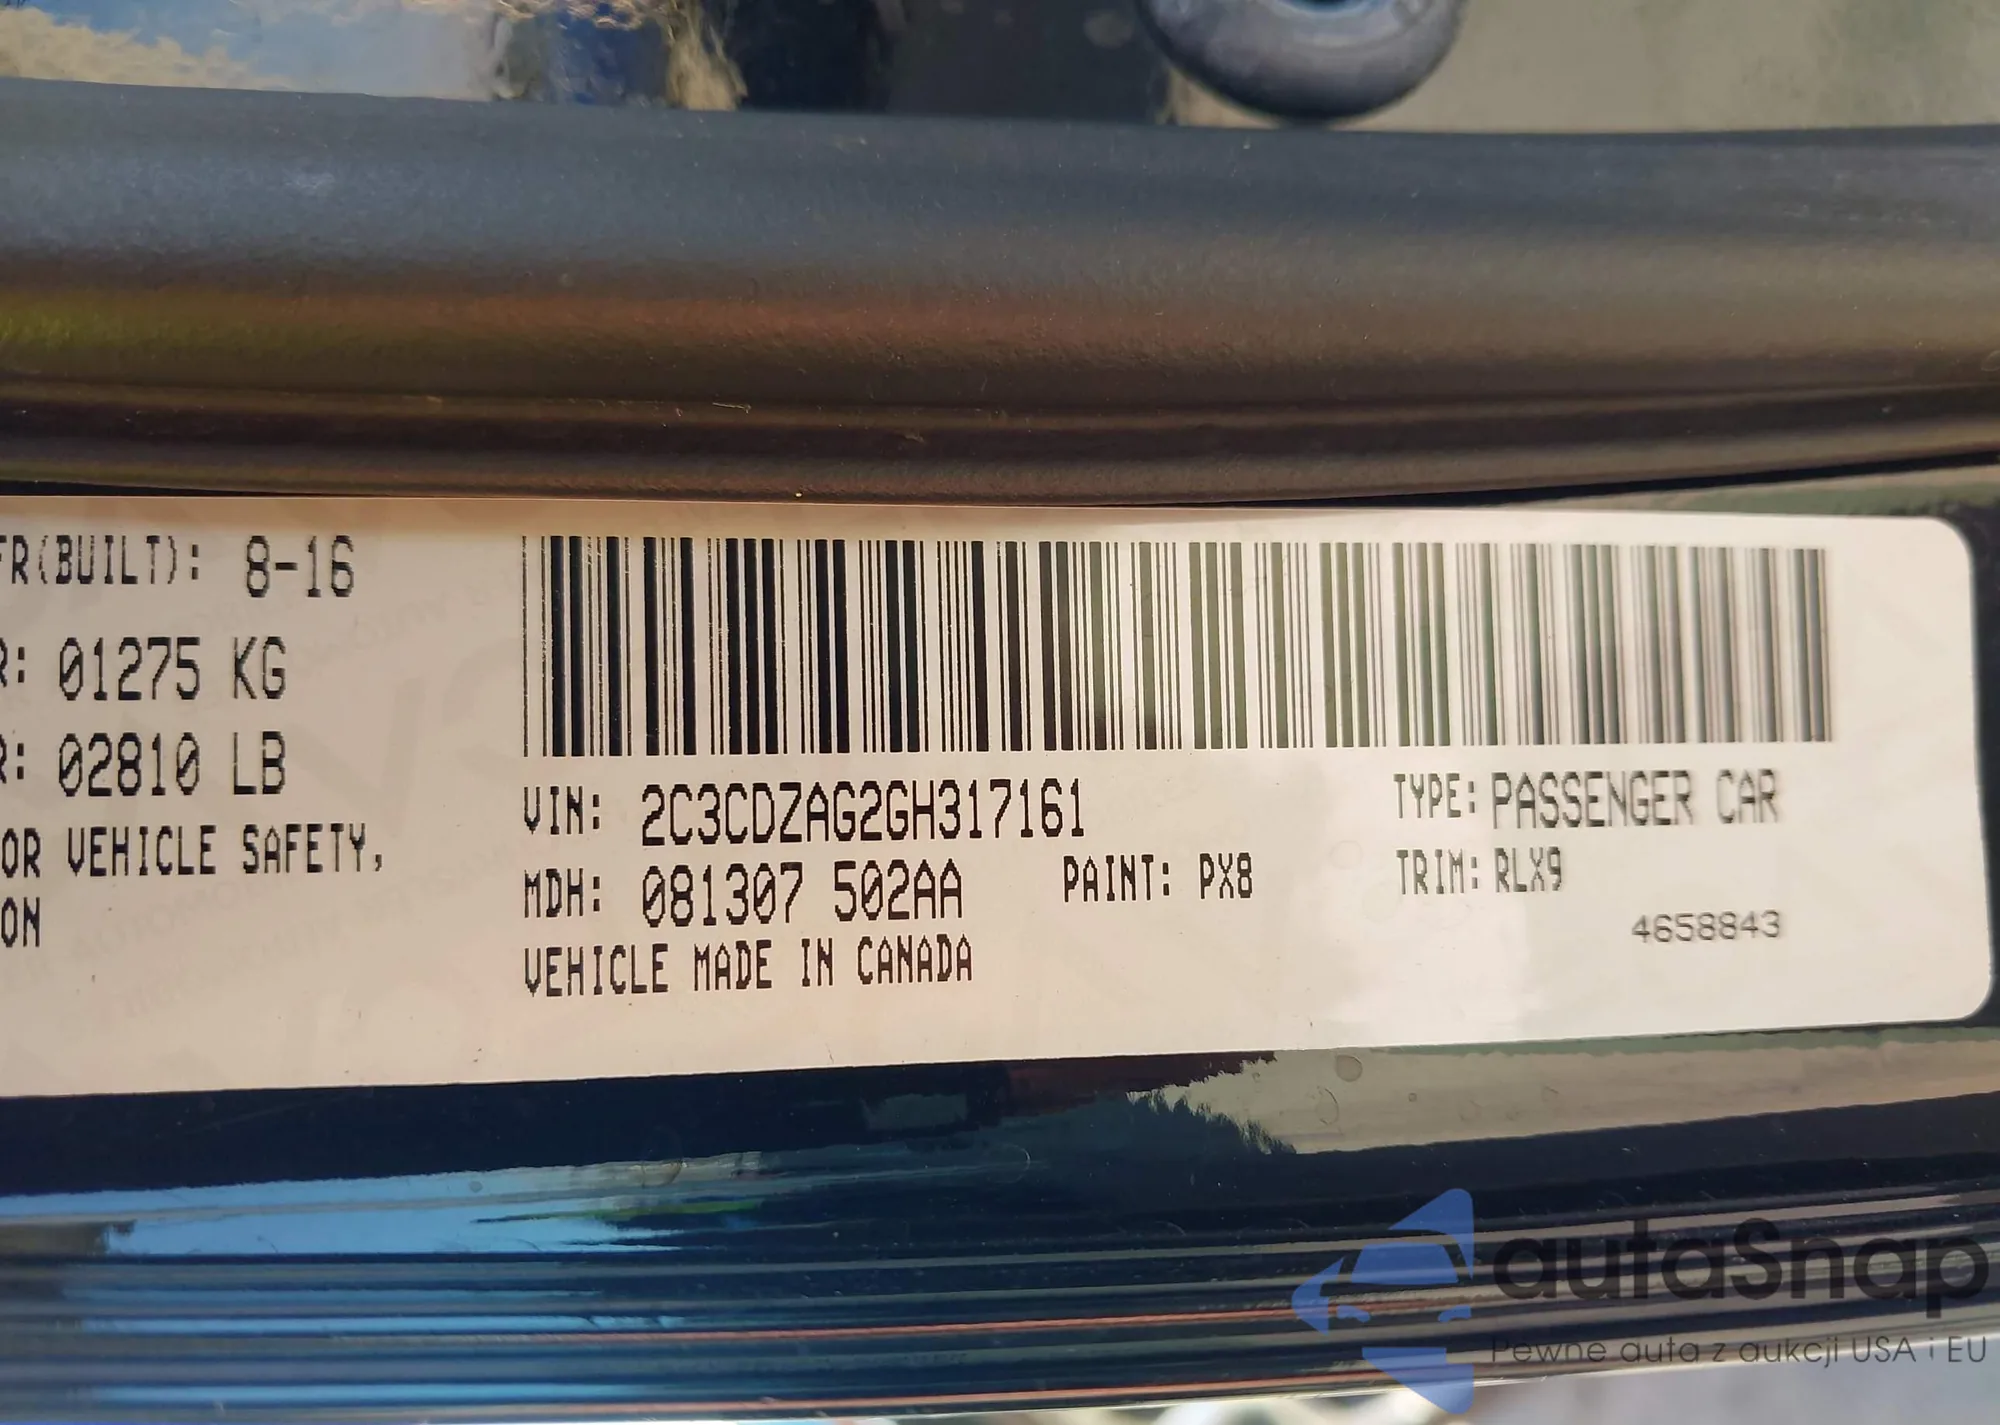 FR(BUILT): 8-16
R: 01275 KG
R: 02810 LB
OR VEHICLE SAFETY,
ON
VIN: 2C3CDZAG2GH317161
TYPE: PASSENGER CAR
MDH: 081307 502AA
PAINT: PX8
TRIM: RLX9
VEHICLE MADE IN CANADA
4658843
autaSnap
Pewne auta z aukcji USA i EU